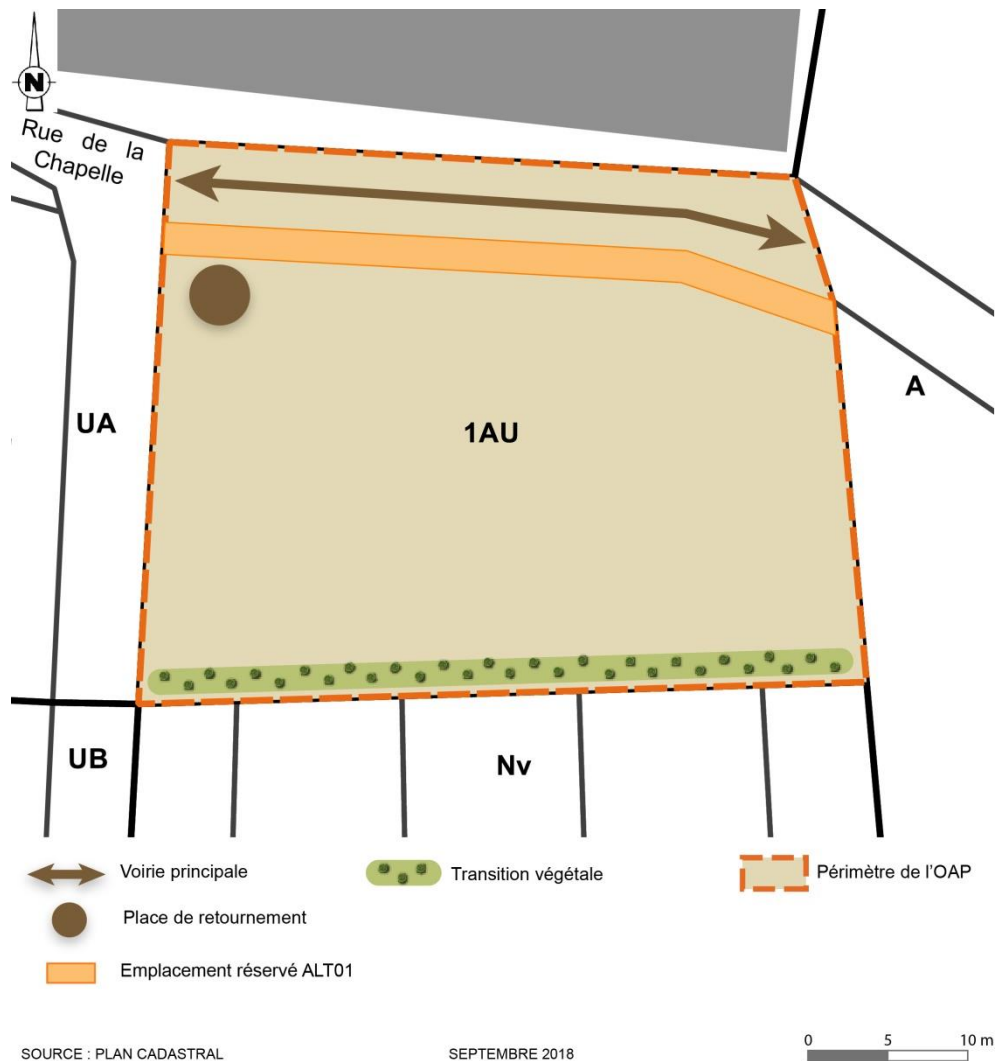 N
Rue de la
Chapelle
UA
1AU
A
UB
Nv
Voirie principale
Transition végétale
Périmètre de l'OAP
Place de retournement
Emplacement réservé ALT01
SOURCE : PLAN CADASTRAL
SEPTEMBRE 2018
0 5 10 m